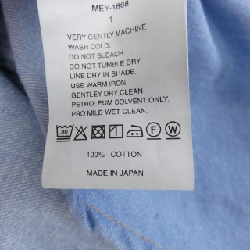 MEY-1868
1
VERY GENTLY MACHINE
WASH COLD.
DO NOT BLEACH
DO NOT TUMBLE DRY
LINE DRY IN SHADE.
USE WARM IRON
GENTLEY DRY CLEAN
PETROLEUM SOLVENT ONLY.
PRO MILD WET CLEAN.
100% COTTON
MADE IN JAPAN